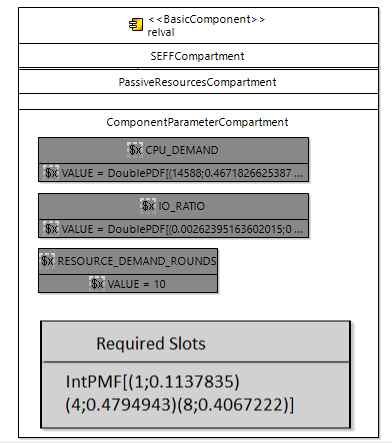 <<BasicComponent>>
relval
SEFFCompartment
PassiveResourcesCompartment
ComponentParameterCompartment
$x CPU_DEMAND
$x VALUE = DoublePDF[(14588;0.4671826625387 ...
$x IO_RATIO
$x VALUE = DoublePDF[(0.00262395163602015;0 ...
$x RESOURCE_DEMAND_ROUNDS
$x VALUE = 10
Required Slots
IntPMF[(1;0.1137835)
(4;0.4794943)(8;0.4067222)]